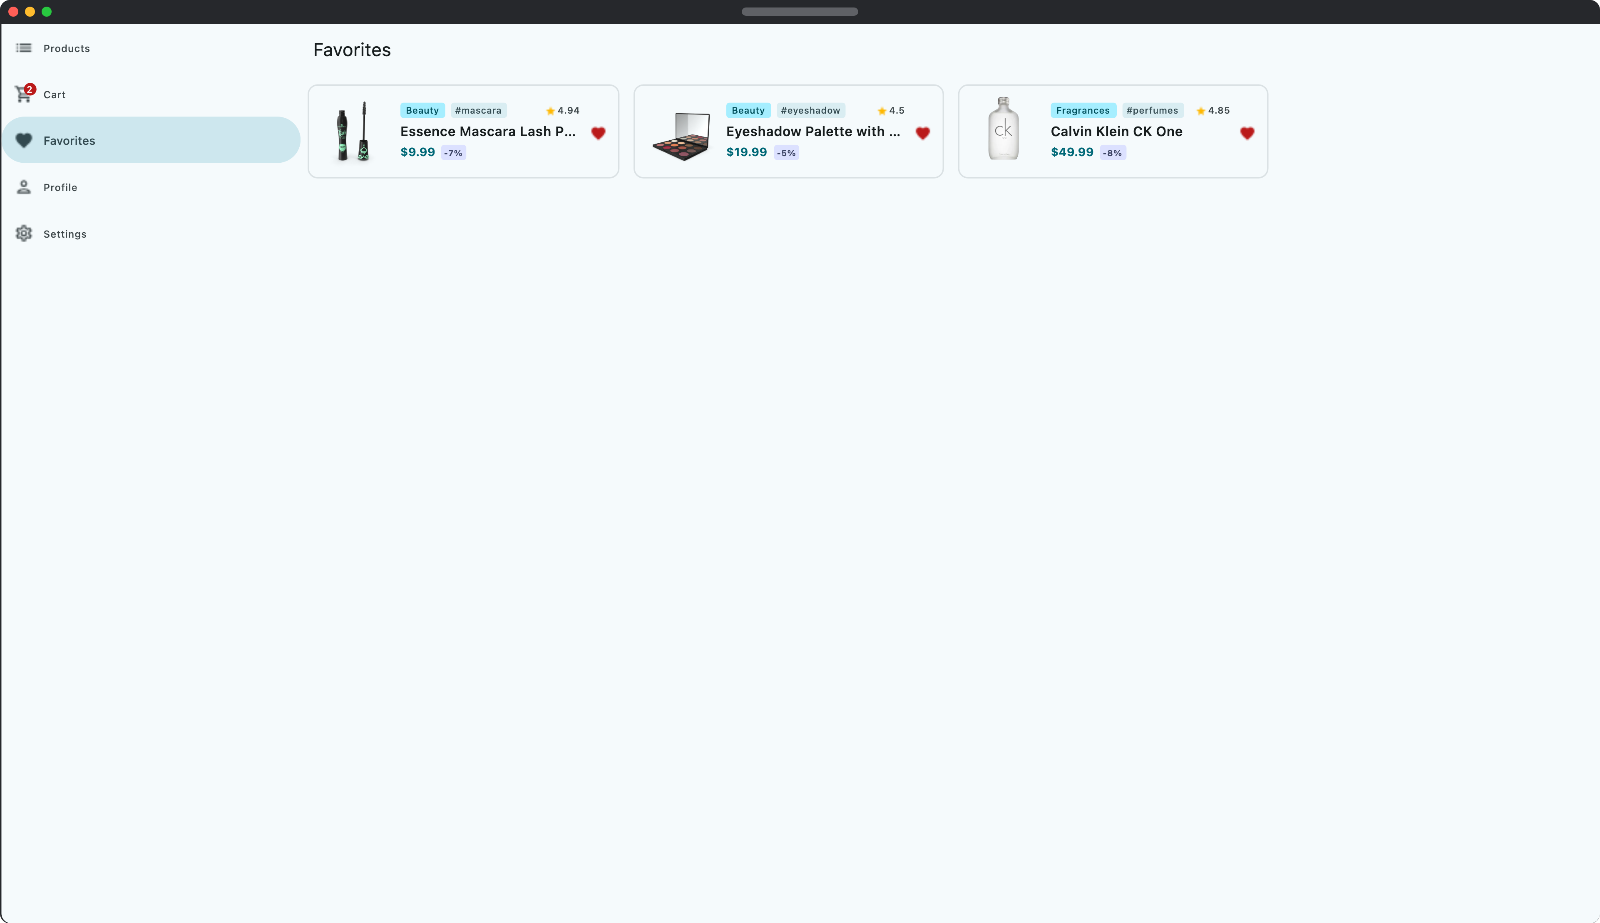 Products
2
Cart
Favorites
Profile
Settings
Favorites
Beauty #mascara 4.94
Essence Mascara Lash P...
$9.99 -7%
Beauty #eyeshadow 4.5
Eyeshadow Palette with ...
$19.99 -5%
ck
Fragrances #perfumes 4.85
Calvin Klein CK One
$49.99 -8%